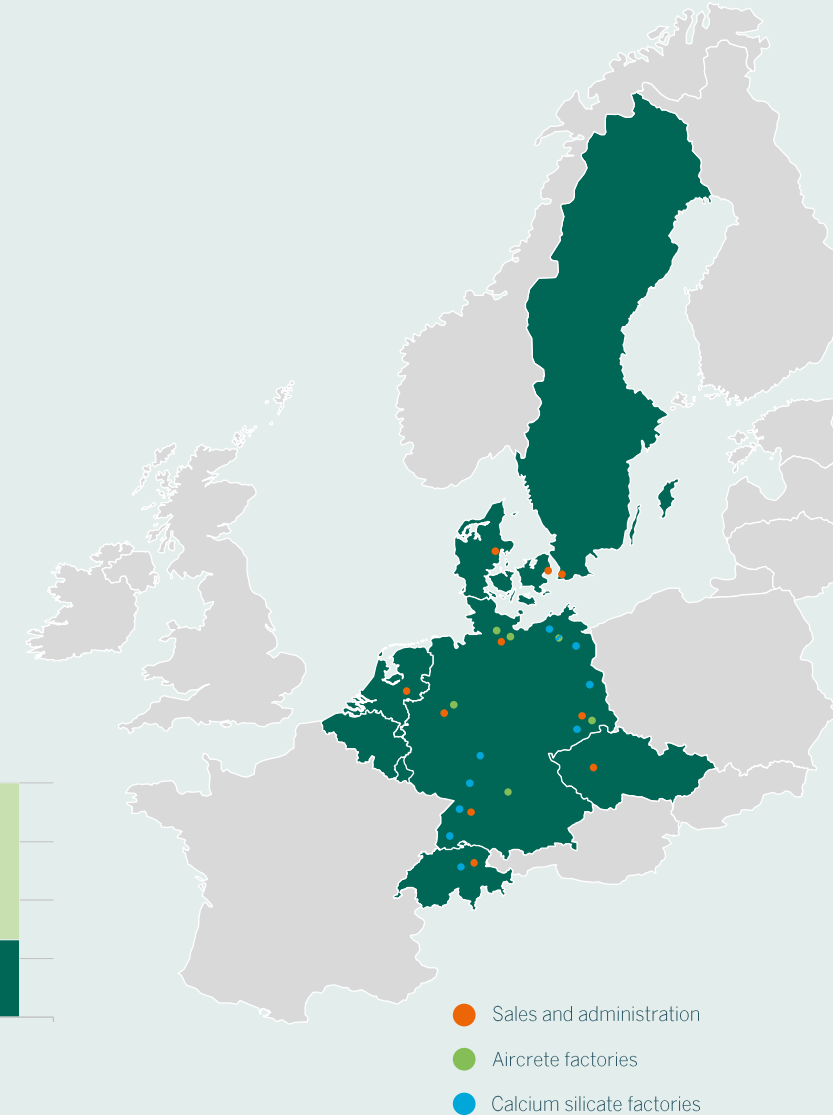 Sales and administration
Aircrete factories
Calcium silicate factories